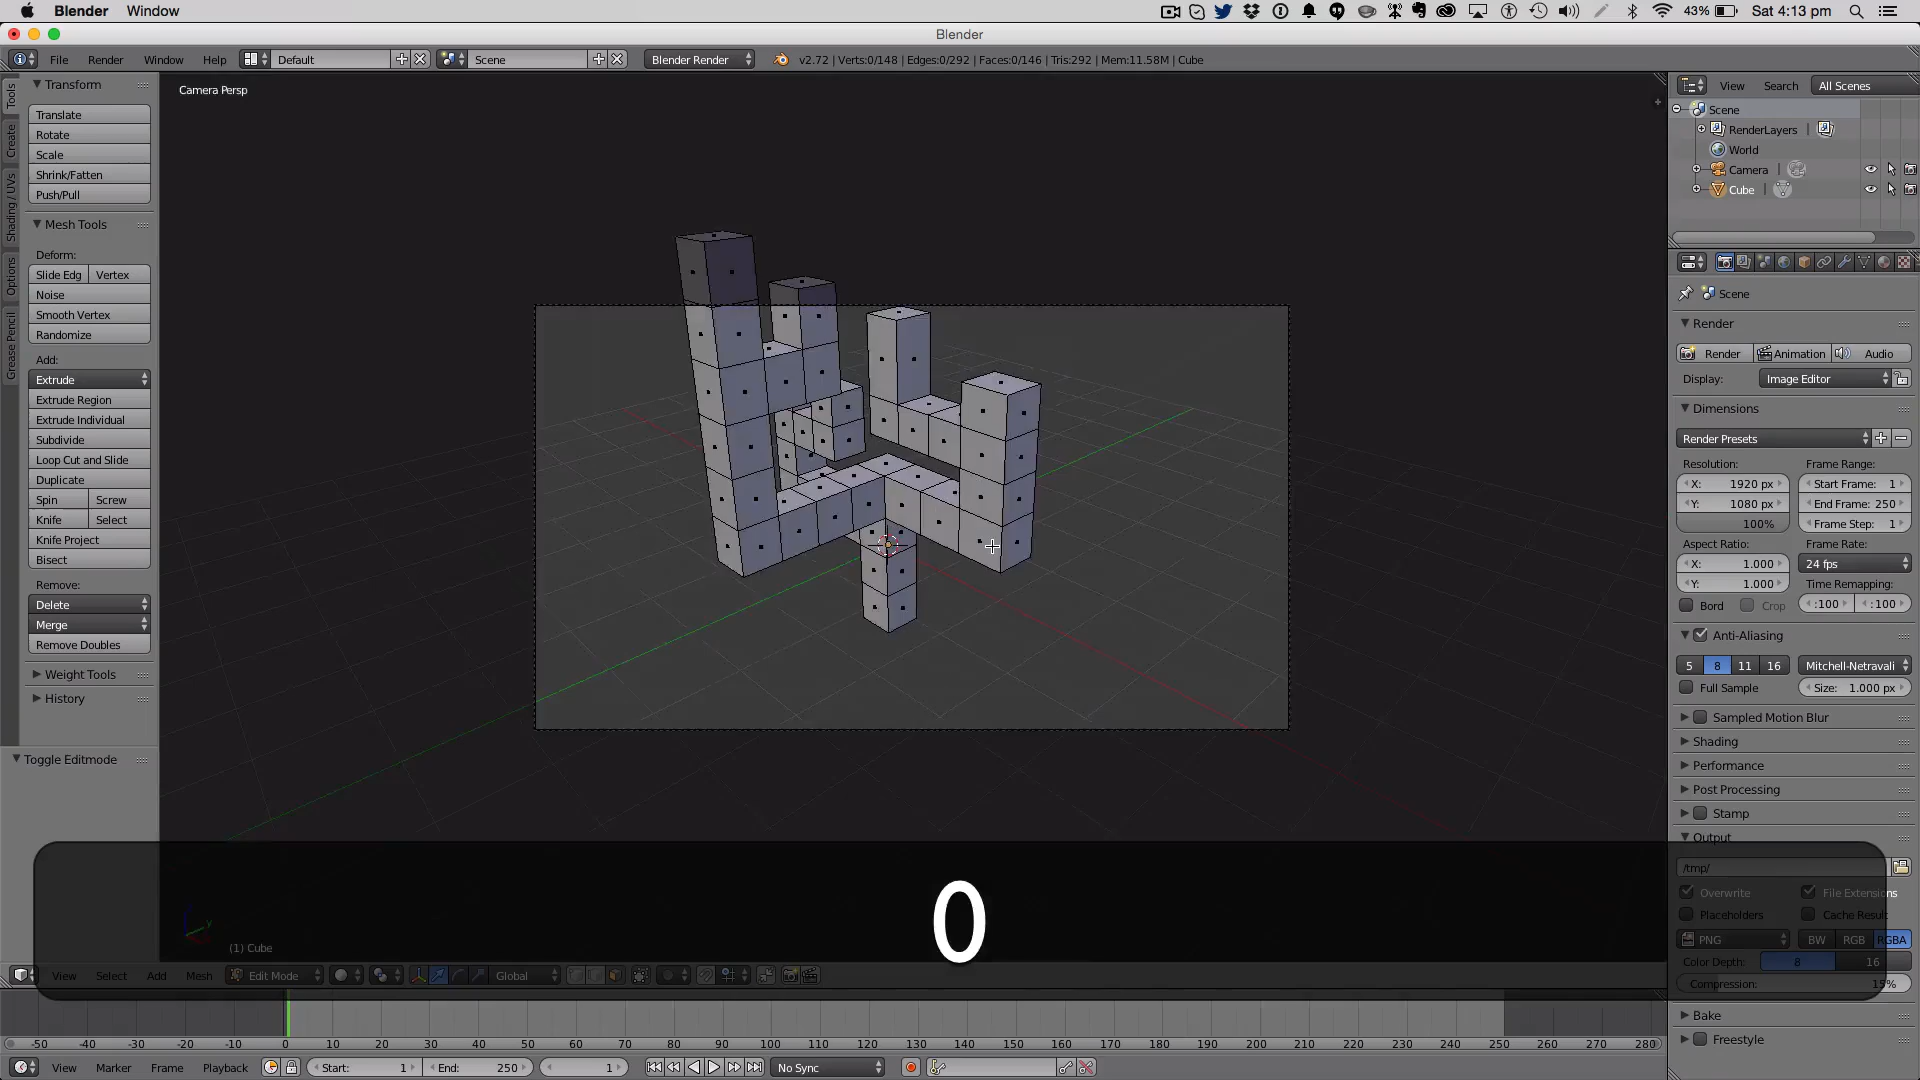 Blender Window 43% Sat 4:13 pm
Blender
File Render Window Help Default Scene Blender Render v2.72 | Verts:0/148 | Edges:0/292 | Faces:0/146 | Tris:292 | Mem:11.58M | Cube
Tools
Create
Shading / UVs
Options
Grease Pencil
Transform
Translate
Rotate
Scale
Shrink/Fatten
Push/Pull
Mesh Tools
Deform:
Slide Edg Vertex
Noise
Smooth Vertex
Randomize
Add:
Extrude
Extrude Region
Extrude Individual
Subdivide
Loop Cut and Slide
Duplicate
Spin Screw
Knife Select
Knife Project
Bisect
Remove:
Delete
Merge
Remove Doubles
Weight Tools
History
Toggle Editmode
Camera Persp
y
(1) Cube
0
View Select Add Mesh Edit Mode Global
View Search All Scenes
Scene
RenderLayers
World
Camera
Cube
Scene
Render
Render Animation Audio
Display: Image Editor
Dimensions
Render Presets
Resolution: Frame Range:
X: 1920 px Start Frame: 1
Y: 1080 px End Frame: 250
100% Frame Step: 1
Aspect Ratio: Frame Rate:
X: 1.000 24 fps
Y: 1.000 Time Remapping:
Bord Crop :100 :100
Anti-Aliasing
5 8 11 16 Mitchell-Netravali
Full Sample Size: 1.000 px
Sampled Motion Blur
Shading
Performance
Post Processing
Stamp
Output
/tmp/
Overwrite File Extensions
Placeholders Cache Result
PNG BW RGB RGBA
Color Depth: 8 16
Compression: 15%
Bake
Freestyle
-50 -40 -30 -20 -10 0 10 20 30 40 50 60 70 80 90 100 110 120 130 140 150 160 170 180 190 200 210 220 230 240 250 260 270 280
View Marker Frame Playback Start: 1 End: 250 1 No Sync